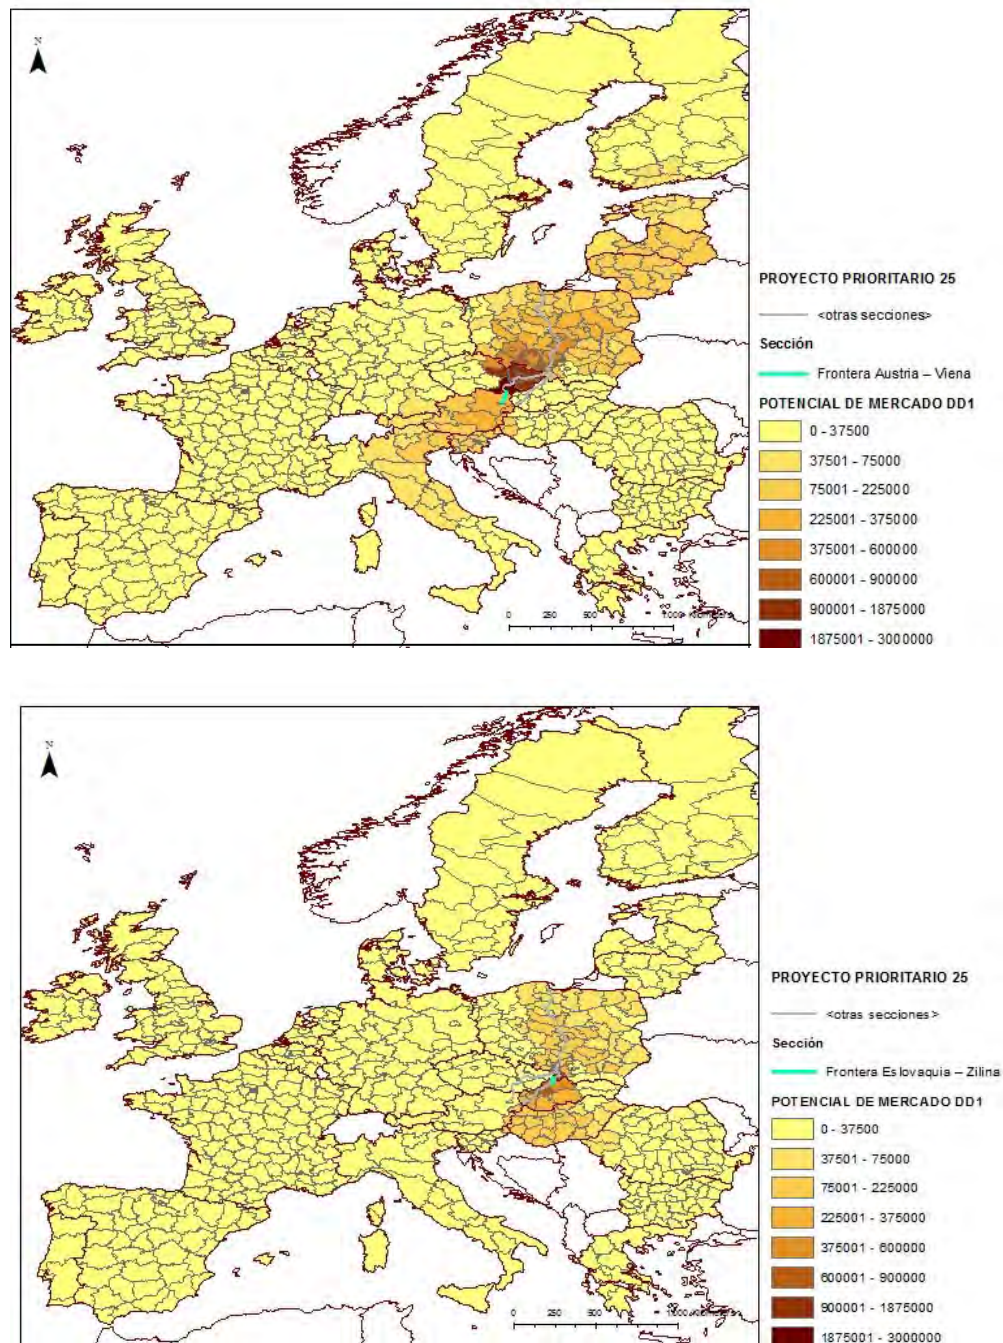 N
PROYECTO PRIORITARIO 25
<otras secciones>
Sección
Frontera Austria – Viena
POTENCIAL DE MERCADO DD1
0 - 37500
37501 - 75000
75001 - 225000
225001 - 375000
375001 - 600000
600001 - 900000
900001 - 1875000
1875001 - 3000000
0 250 500 1000
N
PROYECTO PRIORITARIO 25
<otras secciones>
Sección
Frontera Eslovaquia – Zilina
POTENCIAL DE MERCADO DD1
0 - 37500
37501 - 75000
75001 - 225000
225001 - 375000
375001 - 600000
600001 - 900000
900001 - 1875000
1875001 - 3000000
0 250 500